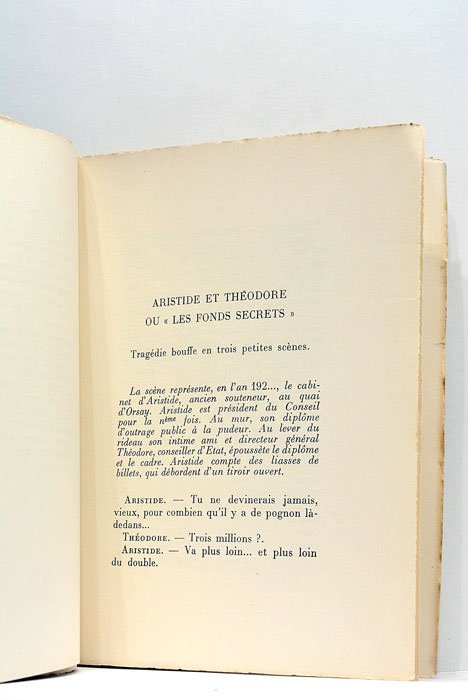 ARISTIDE ET THÉODORE
OU « LES FONDS SECRETS »
Tragédie bouffe en trois petites scènes.
La scène représente, en l'an 192..., le cabi-
net d'Aristide, ancien souteneur, au quai
d'Orsay. Aristide est président du Conseil
pour la nème fois. Au mur, son diplôme
d'outrage public à la pudeur. Au lever du
rideau son intime ami et directeur général
Théodore, conseiller d'Etat, époussète le diplôme
et le cadre. Aristide compte des liasses de
billets, qui débordent d'un tiroir ouvert.
ARISTIDE. — Tu ne devinerais jamais,
vieux, pour combien qu'il y a de pognon là-
dedans...
THÉODORE. — Trois millions ?.
ARISTIDE. — Va plus loin... et plus loin
du double.